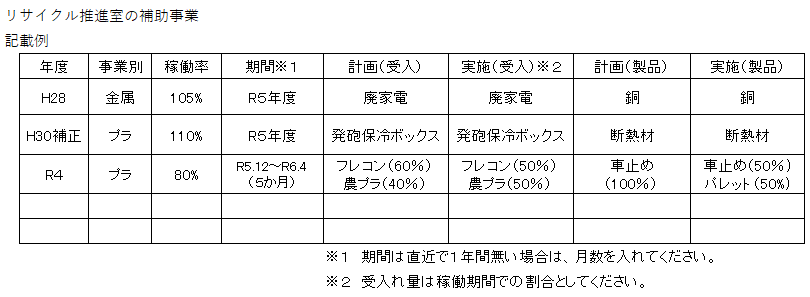 リサイクル推進室の補助事業
記載例
年度 事業別 稼働率 期間※1 計画(受入) 実施(受入)※2 計画(製品) 実施(製品)
H28 金属 105% R5年度 廃家電 廃家電 銅 銅
H30補正 プラ 110% R5年度 発砲保冷ボックス 発砲保冷ボックス 断熱材 断熱材
R4 プラ 80% R5.12~R6.4 (5か月) フレコン(60%) 農プラ(40%) フレコン(50%) 農プラ(50%) 車止め (100%) 車止め(50%) パレット(50%)
※1 期間は直近で1年間無い場合は、月数を入れてください。
※2 受入れ量は稼働期間での割合としてください。